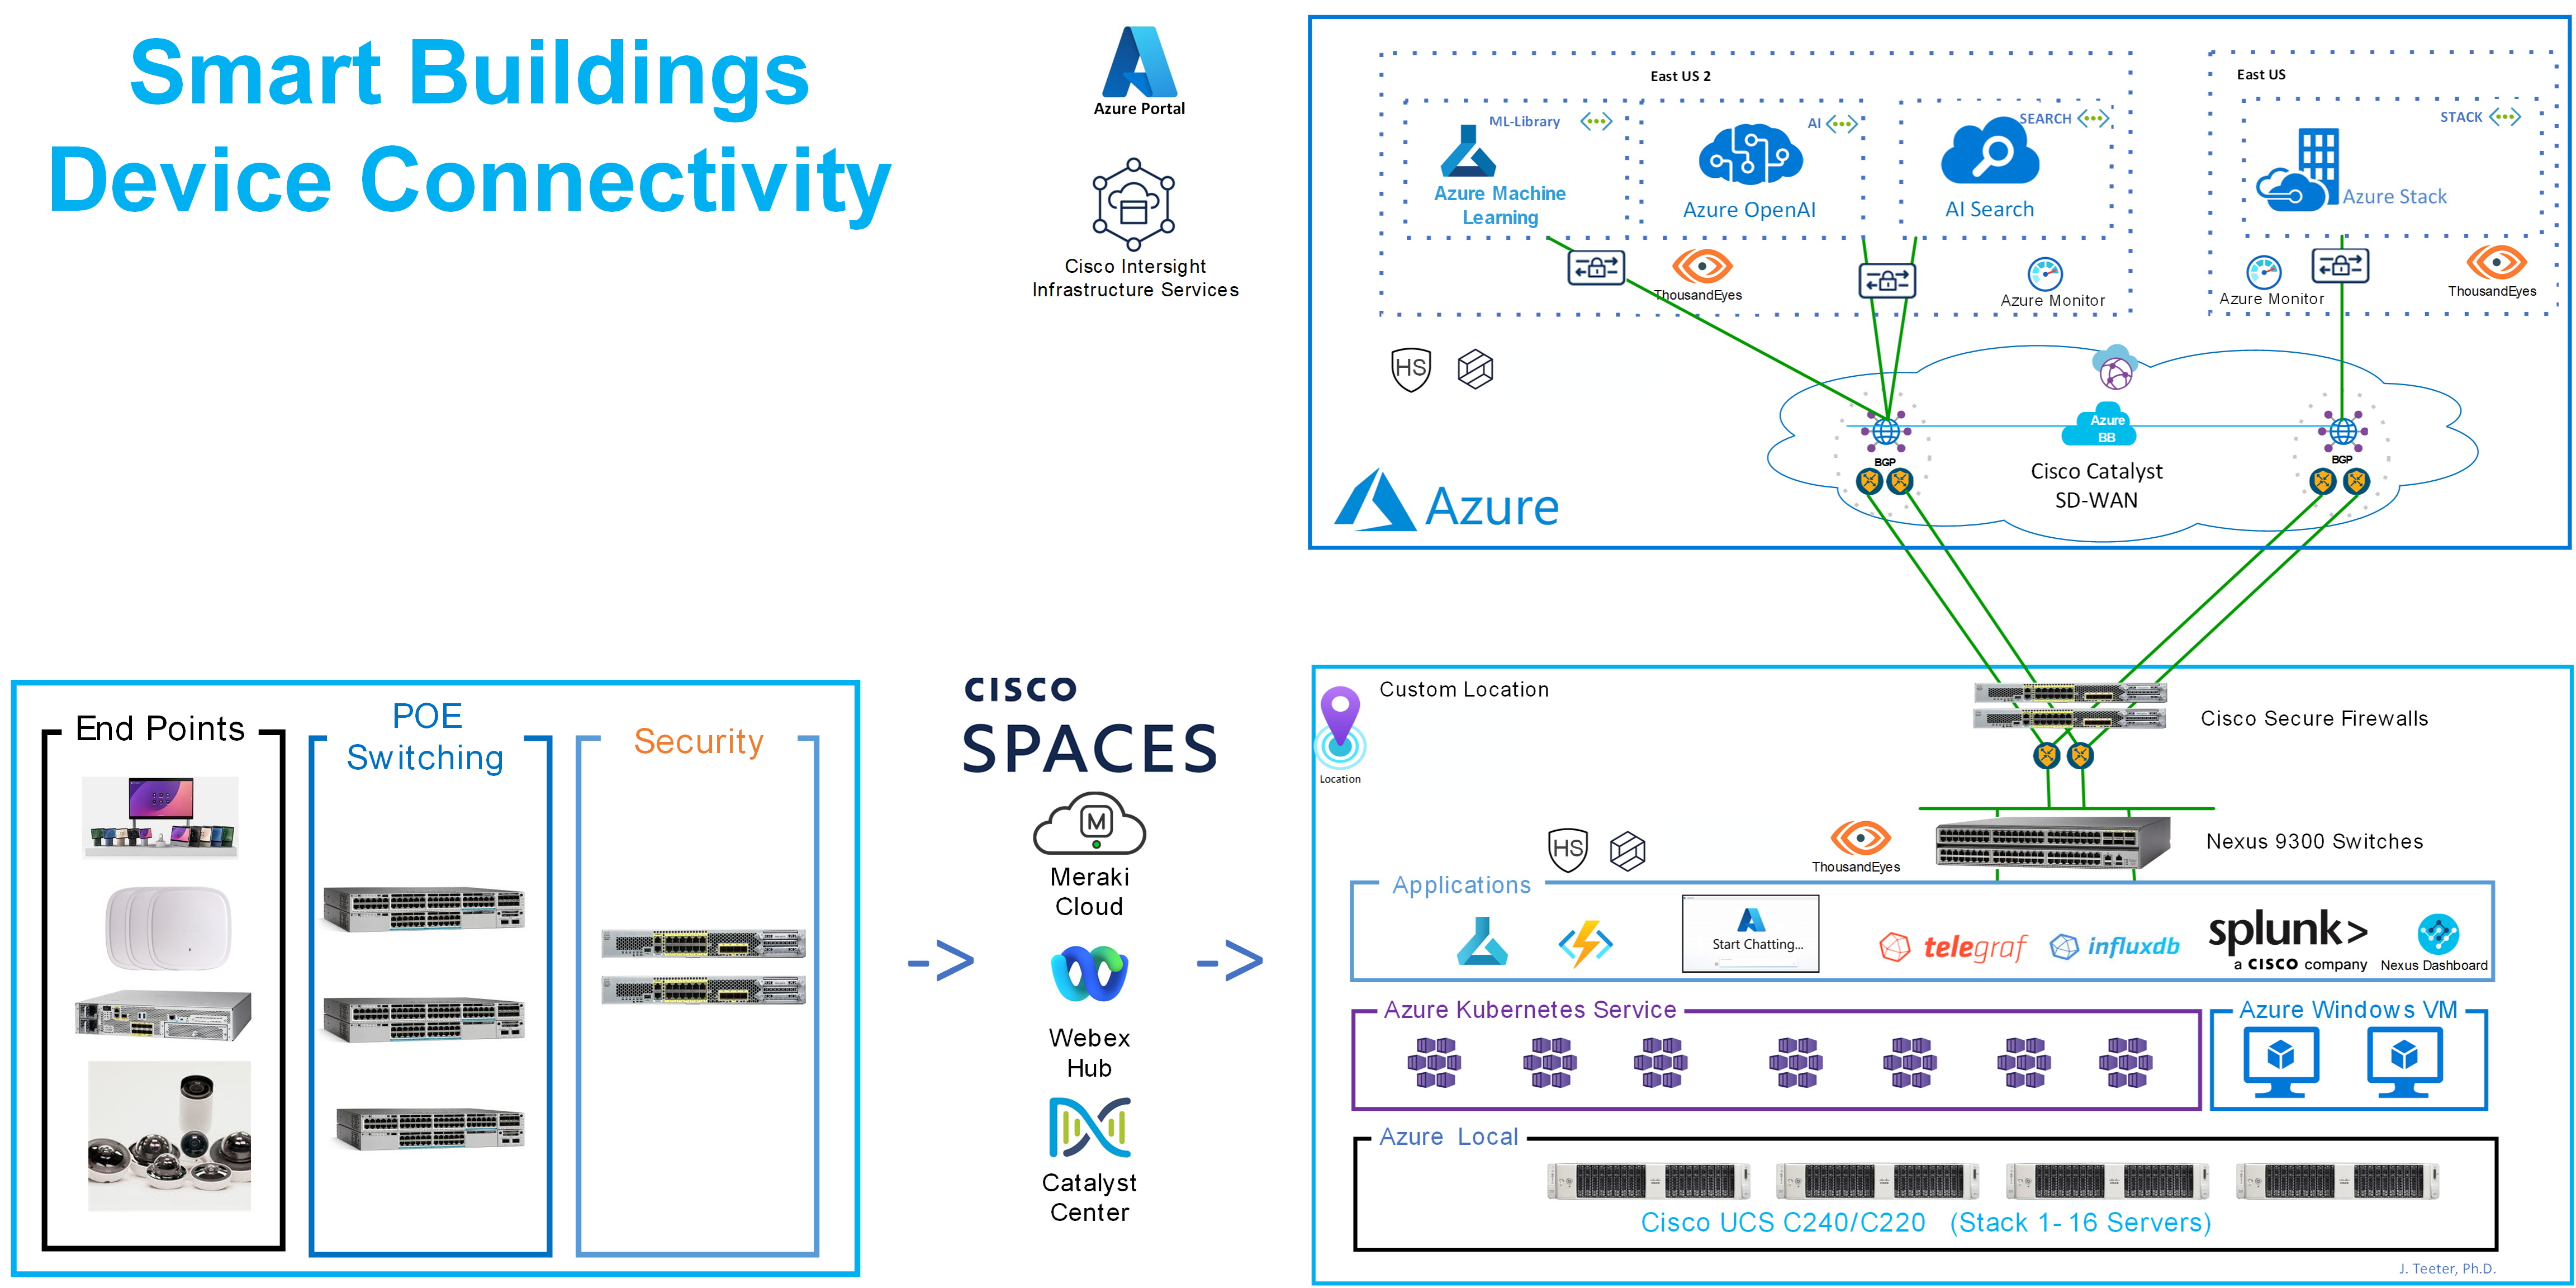 Smart Buildings
Device Connectivity
Azure Portal
Cisco Intersight
Infrastructure Services
East US 2
ML-Library
Azure Machine
Learning
AI
Azure OpenAI
SEARCH
AI Search
ThousandEyes
Azure Monitor
East US
STACK
Azure Stack
Azure Monitor
ThousandEyes
HS
Azure
BB
BGP
BGP
Cisco Catalyst
SD-WAN
Azure
End Points
POE
Switching
Security
->
CISCO
SPACES
M
Meraki
Cloud
Webex
Hub
Catalyst
Center
->
Custom Location
Location
Cisco Secure Firewalls
HS
ThousandEyes
Nexus 9300 Switches
Applications
Start Chatting...
telegraf
influxdb
splunk>
a CISCO company
Nexus Dashboard
Azure Kubernetes Service
Azure Windows VM
Azure Local
Cisco UCS C240/C220 (Stack 1- 16 Servers)
J. Teeter, Ph.D.